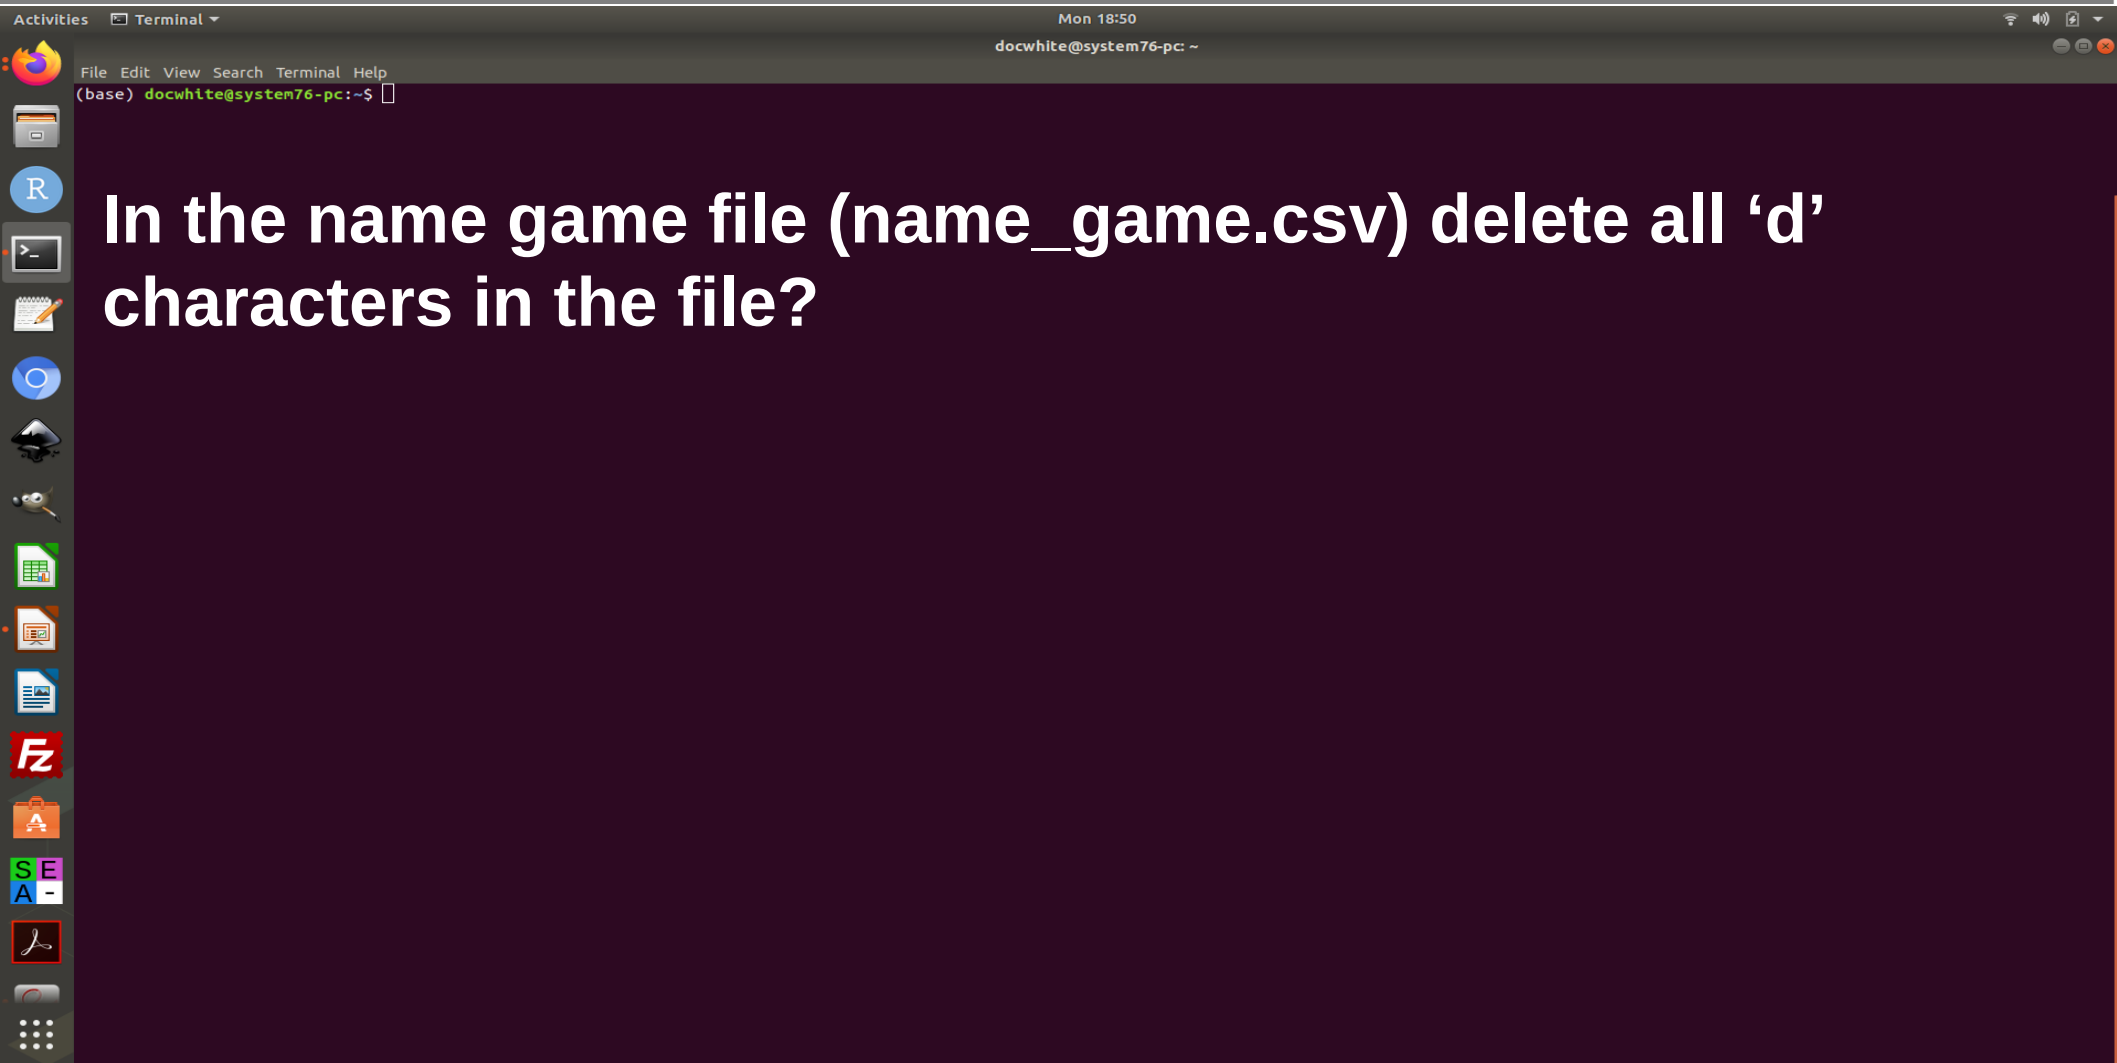 Activities Terminal Mon 18:50
docwhite@system76-pc: ~
File Edit View Search Terminal Help
(base) docwhite@system76-pc:~$
In the name game file (name_game.csv) delete all ‘d’
characters in the file?
R
>_
Fz
A
S E
A -